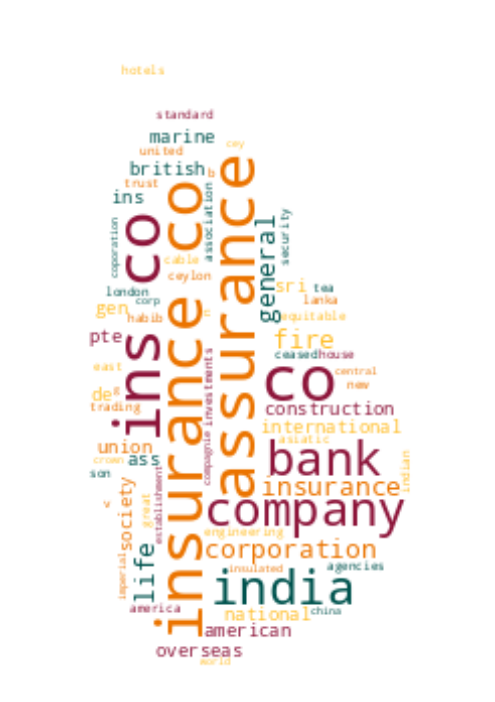 hotels
standard
marine
cey
united
british
b
trust
ins
association
insurance co
assurance
ins co
coporation
general
security
cable
ceylon
london
corp
sri
tea
lanka
gen
habib
c
equitable
pte
fire
ceased
house
east
co
central
new
de
g
trading
investments
compagnie
construction
international
asiatic
union
crown
ass
bank
indian
son
insurance
v
society
great
establishment
company
engineering
corporation
life
imperial
insulated
agencies
india
america
national
china
american
overseas
world